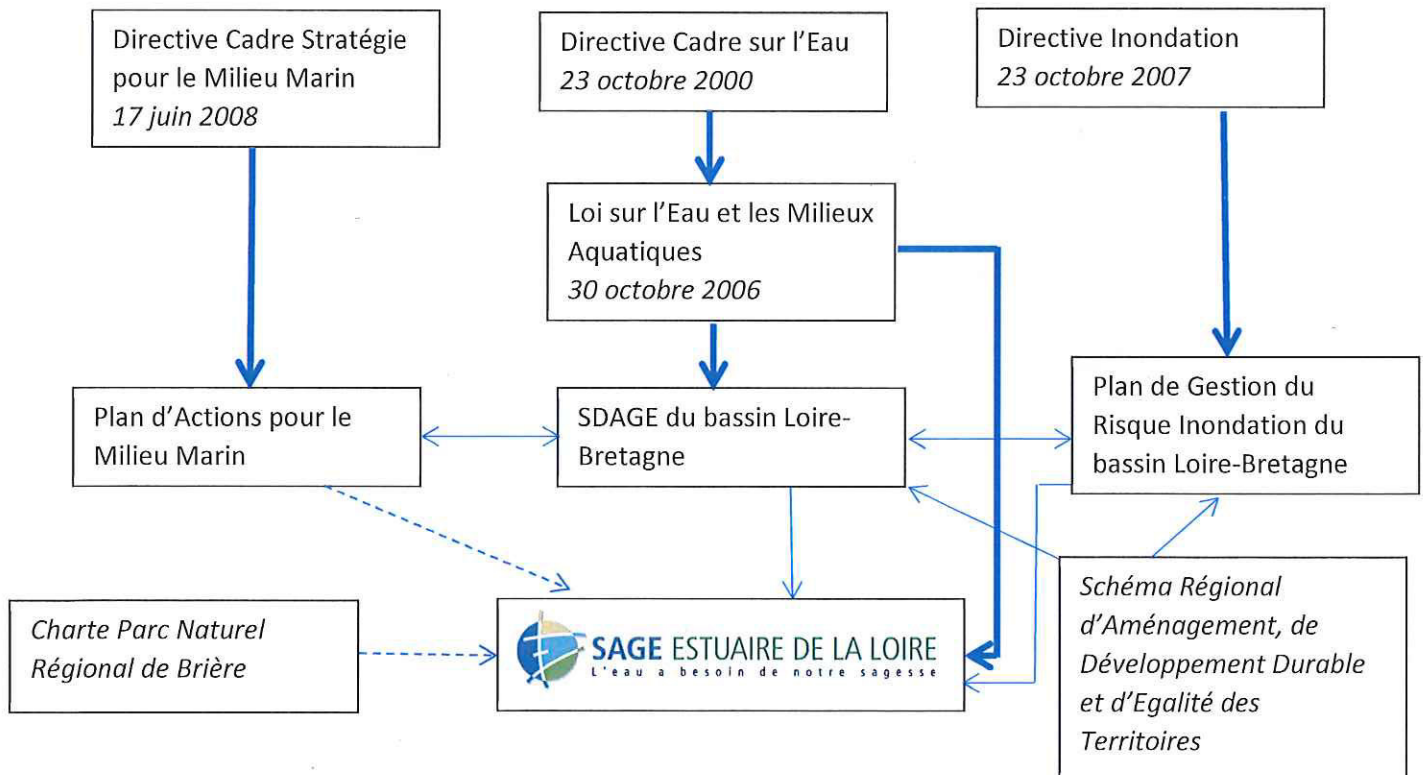 Directive Cadre Stratégie
pour le Milieu Marin
17 juin 2008
Directive Cadre sur l'Eau
23 octobre 2000
Directive Inondation
23 octobre 2007
Loi sur l'Eau et les Milieux
Aquatiques
30 octobre 2006
Plan d'Actions pour le
Milieu Marin
SDAGE du bassin Loire-
Bretagne
Plan de Gestion du
Risque Inondation du
bassin Loire-Bretagne
Charte Parc Naturel
Régional de Brière
SAGE ESTUAIRE DE LA LOIRE
L'eau a besoin de notre sagesse
Schéma Régional
d'Aménagement, de
Développement Durable
et d'Egalité des
Territoires